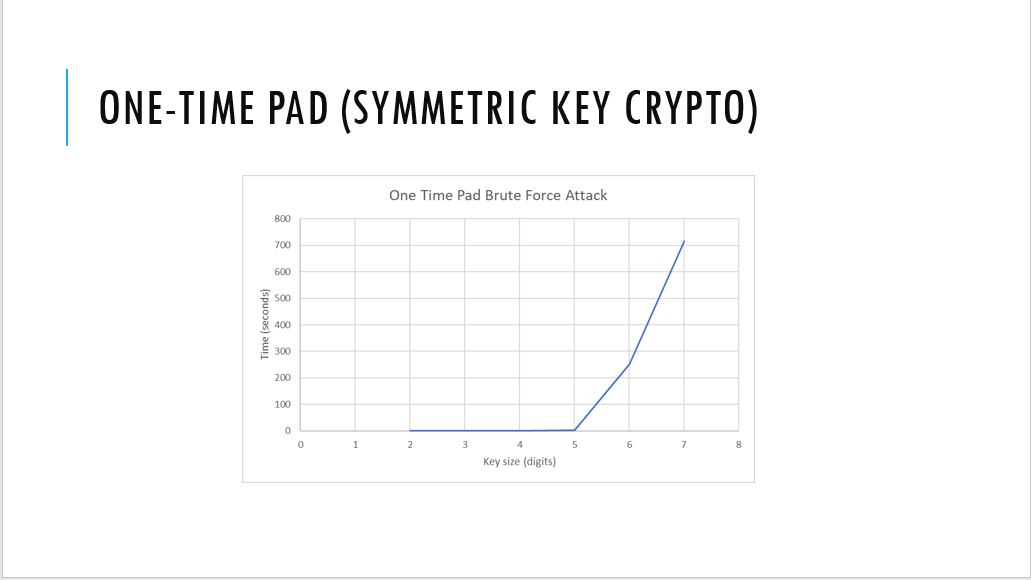 ONE-TIME PAD (SYMMETRIC KEY CRYPTO)
One Time Pad Brute Force Attack
800
700
600
500
400
300
200
100
0
Time (seconds)
0 1 2 3 4 5 6 7 8
Key size (digits)